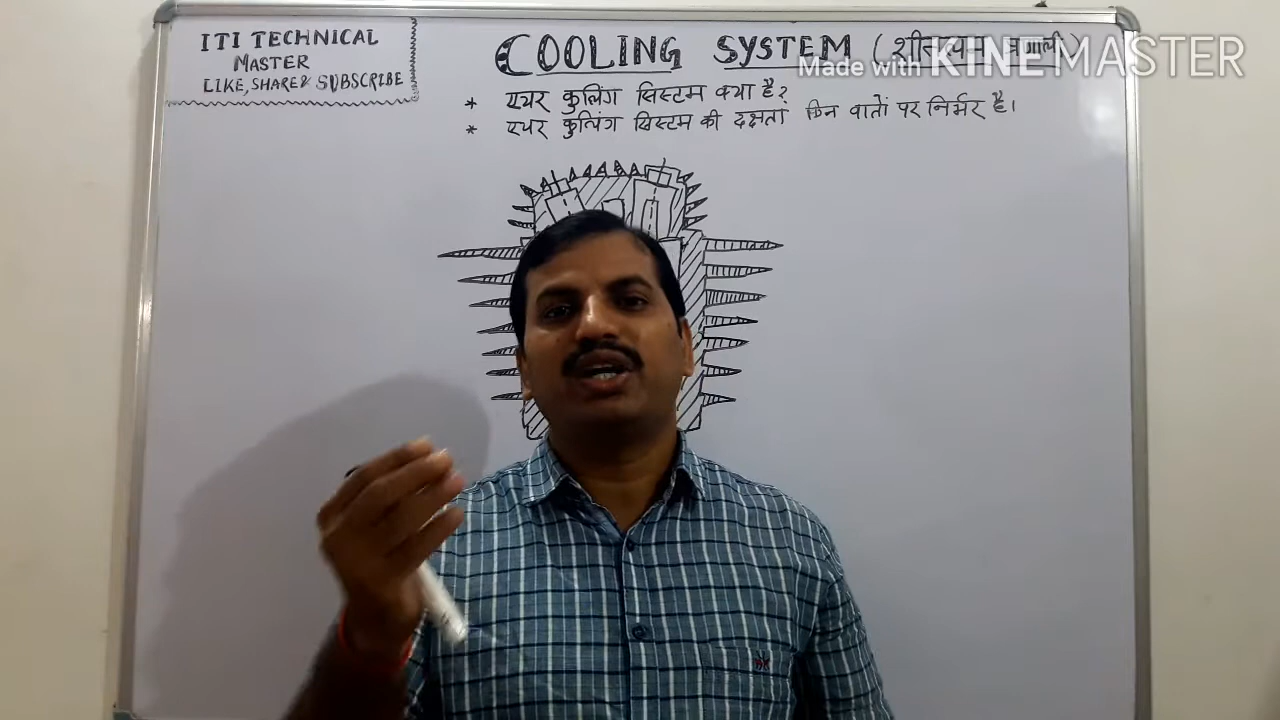 ITI TECHNICAL
MASTER
LIKE, SHARE & SUBSCRIBE
COOLING SYSTEM
Made with KINEMASTER
* एयर कुलिंग सिस्टम क्या है?
* एयर कुलिंग सिस्टम की दक्षता किन बातों पर निर्भर है।